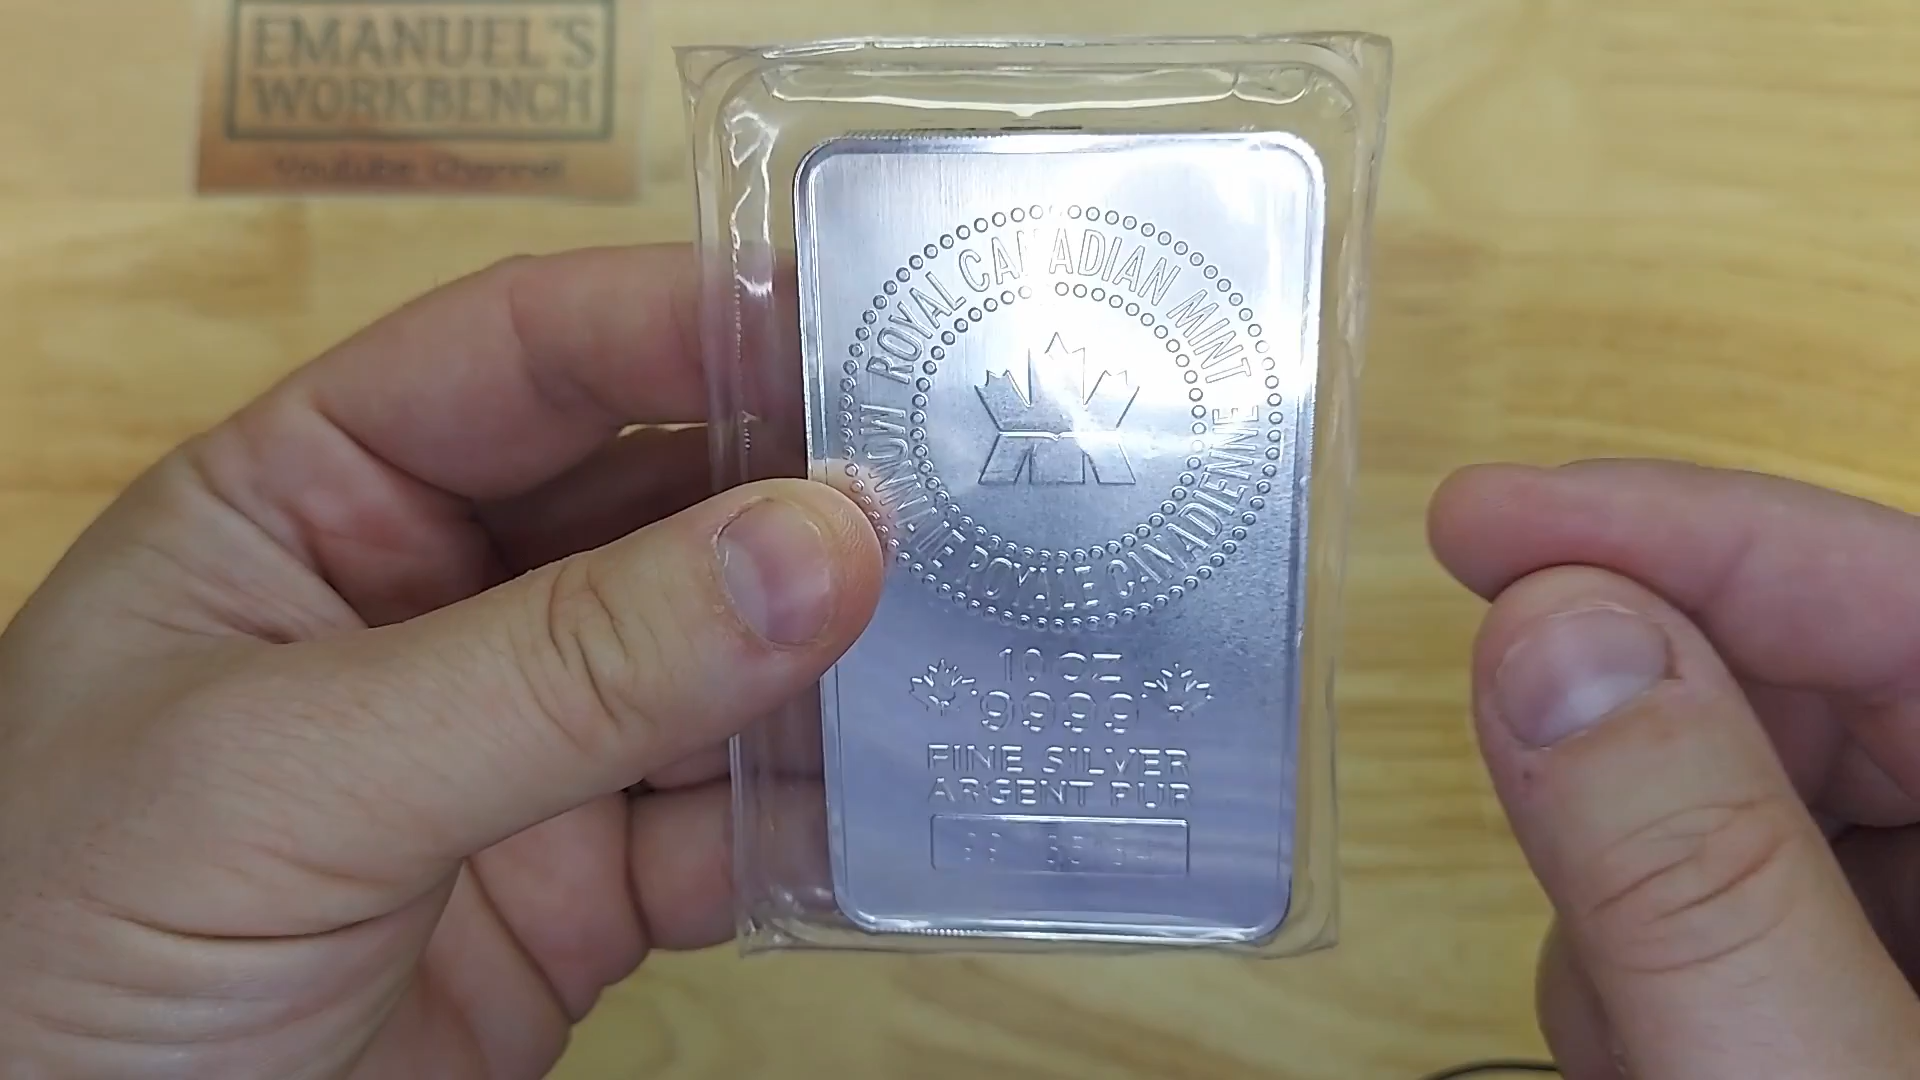 EMANUEL'S
WORKBENCH
Youtube Channel
ROYAL CANADIAN MINT
MONNAIE ROYALE CANADIENNE
10 OZ
9999
FINE SILVER
ARGENT PUR